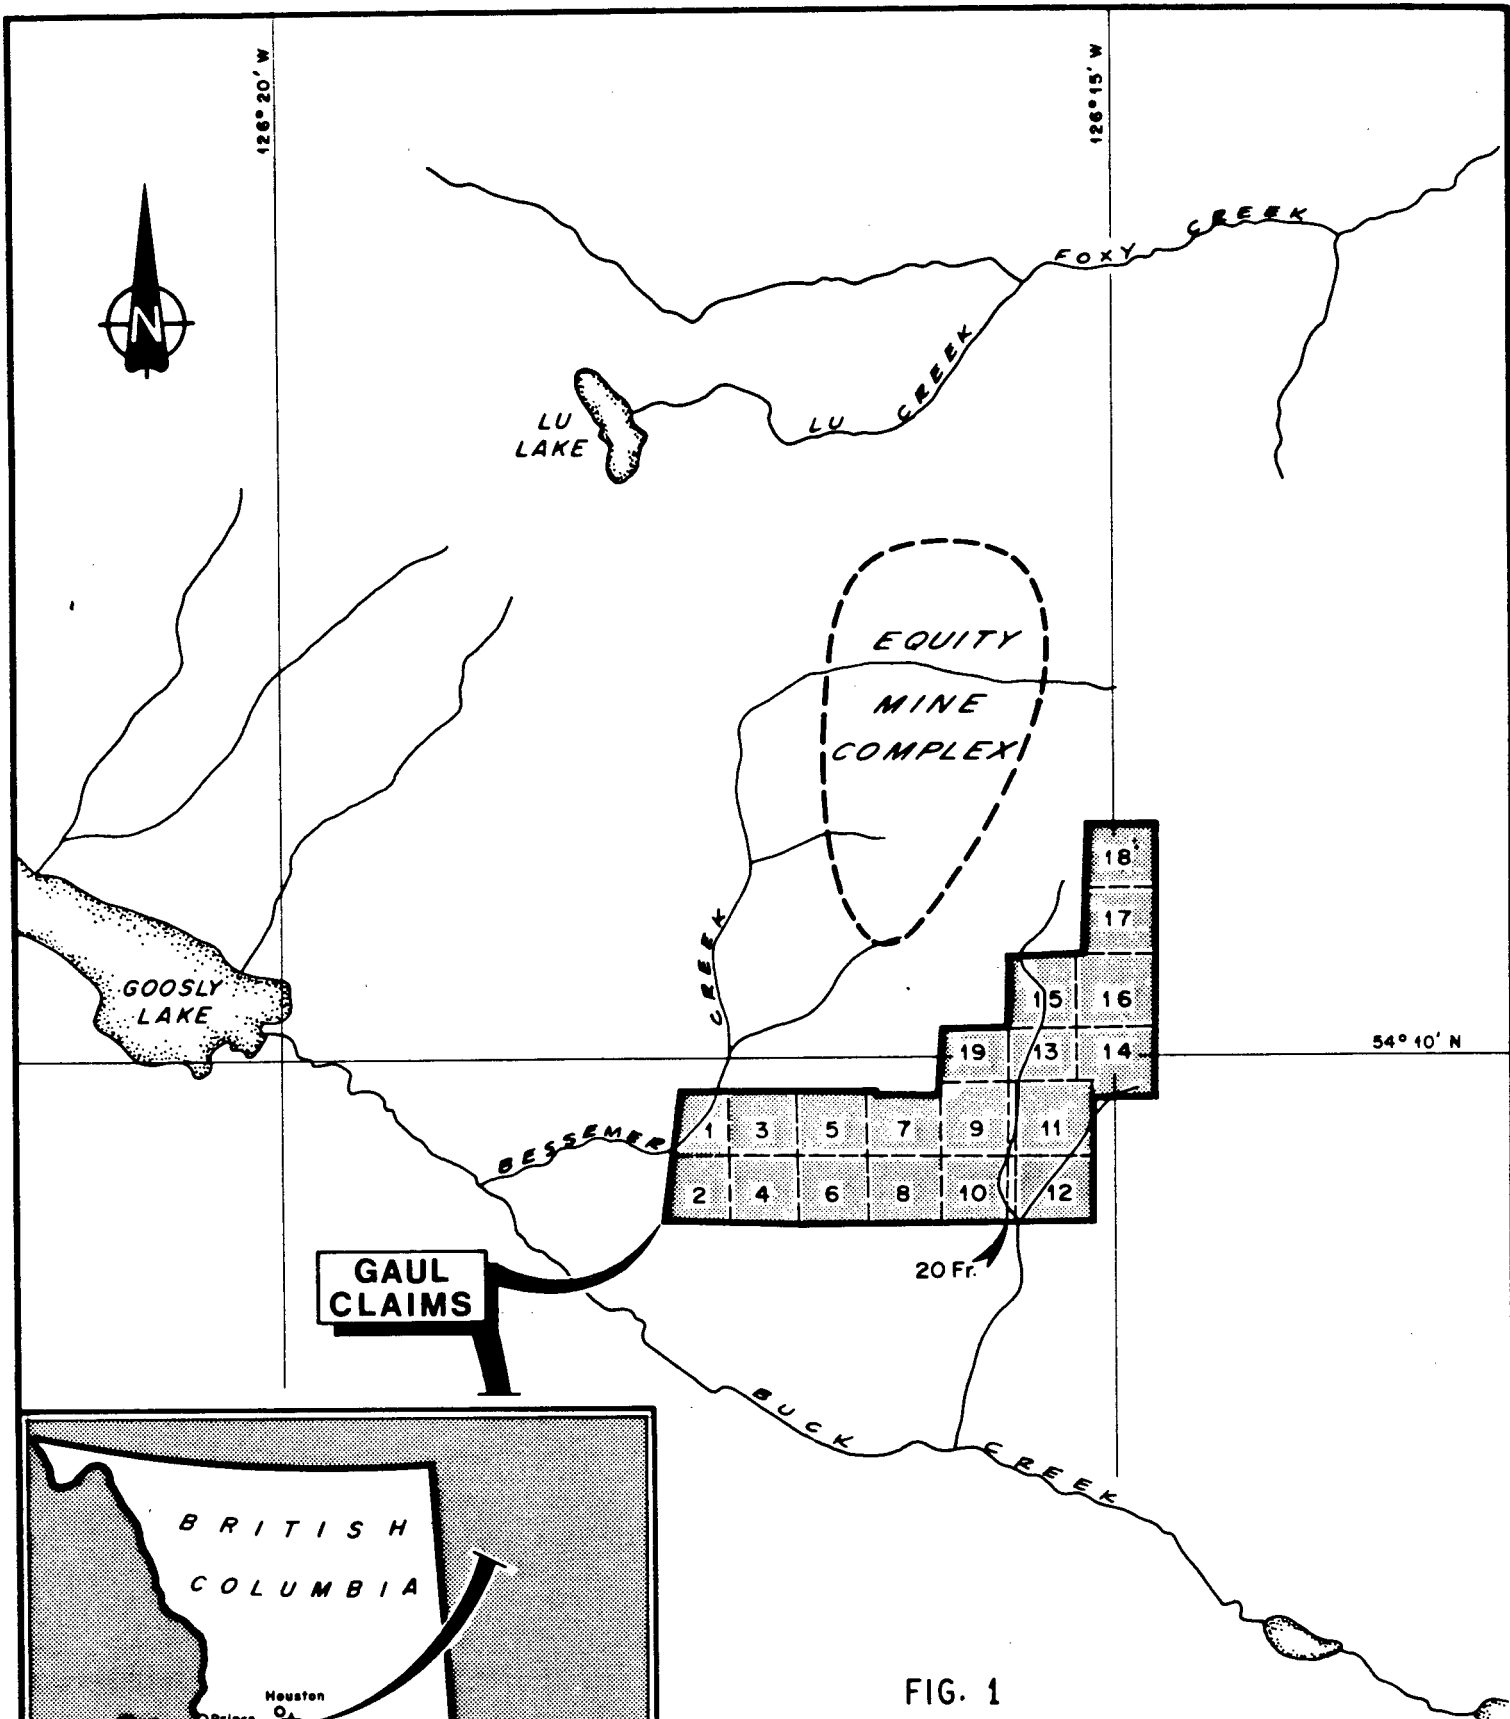 126° 20' W
126° 15' W
FOXY CREEK
N
LU CREEK
LU
LAKE
EQUITY
MINE
COMPLEX
18
17
CREEK
GOOSLY
LAKE
15 16
54° 10' N
19 13 14
BESSEMER
1 3 5 7 9 11
2 4 6 8 10 12
20 Fr.
GAUL
CLAIMS
BUCK CREEK
BRITISH
COLUMBIA
FIG. 1
Houston
Prince